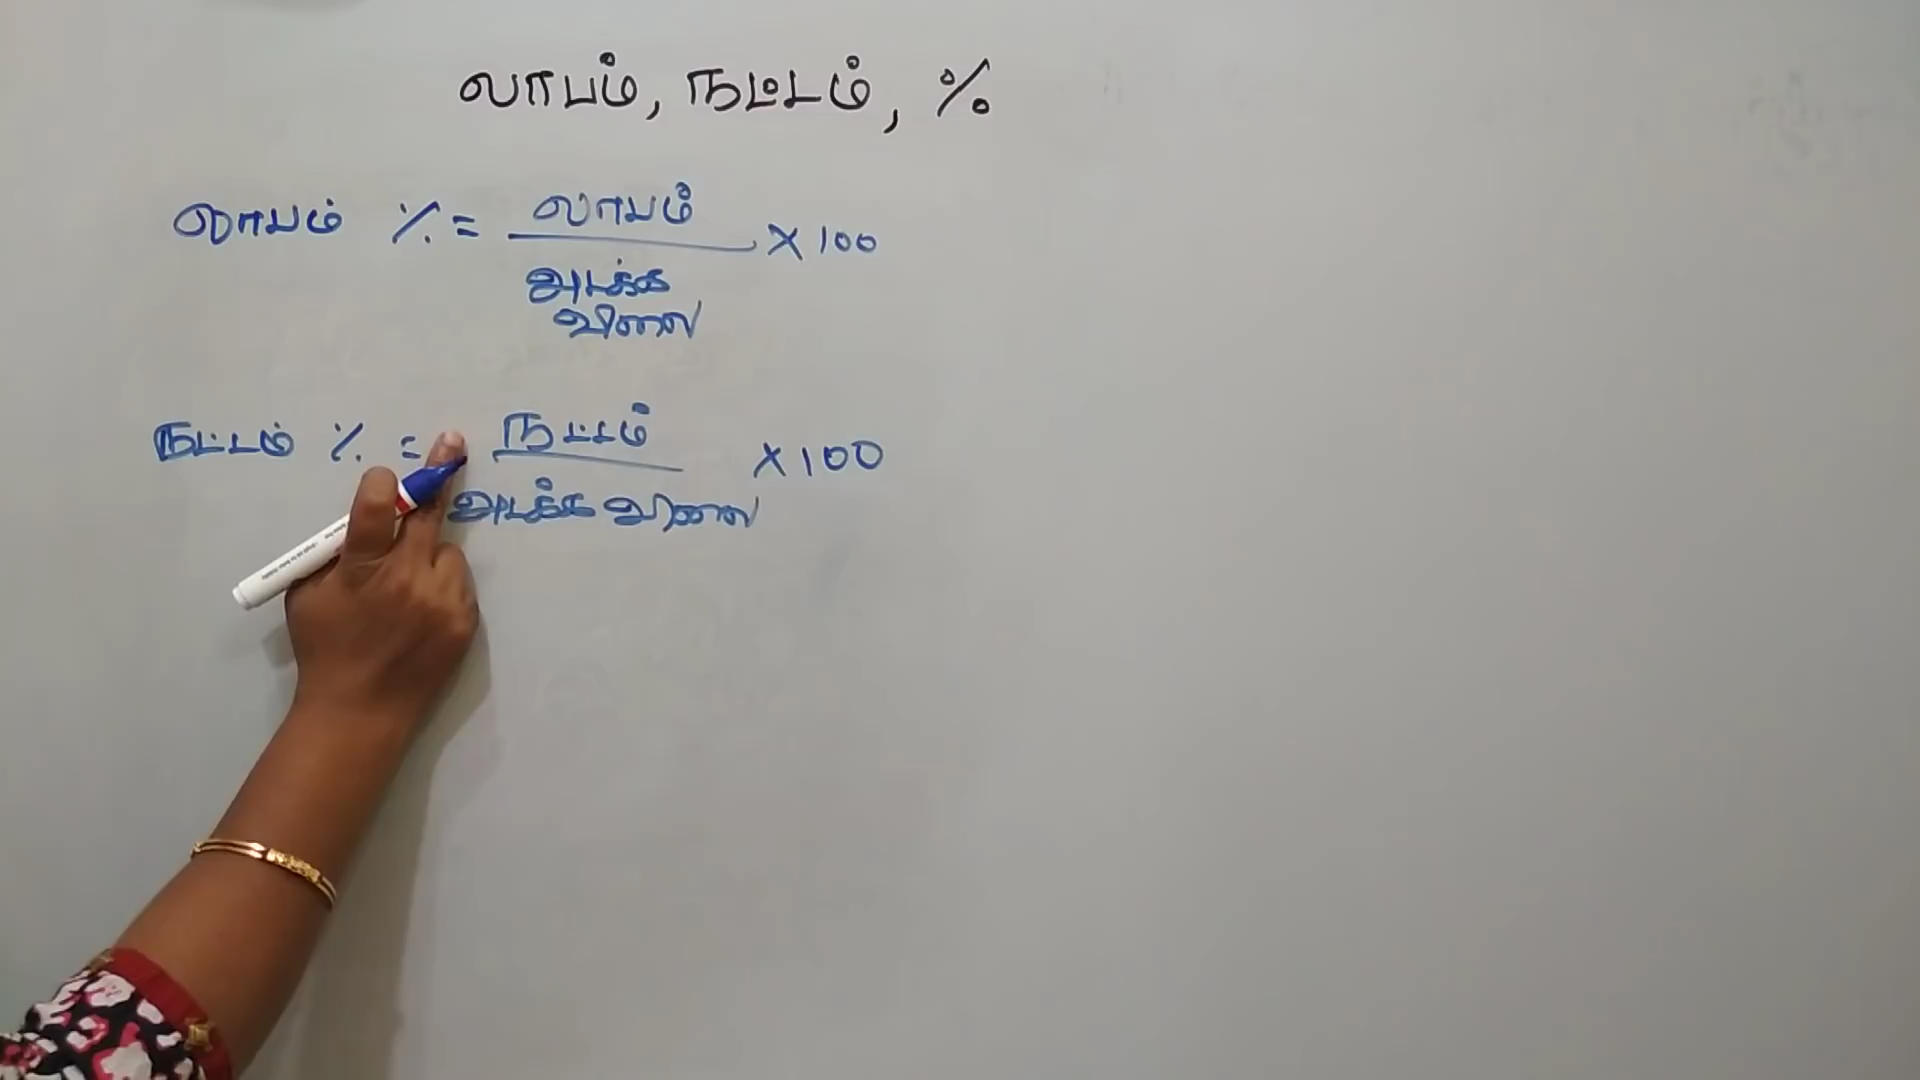 லாபம், நட்டம், %
லாபம் % = லாபம் × 100
அடக்க
விலை
நட்டம் % = நட்டம் × 100
அடக்க விலை